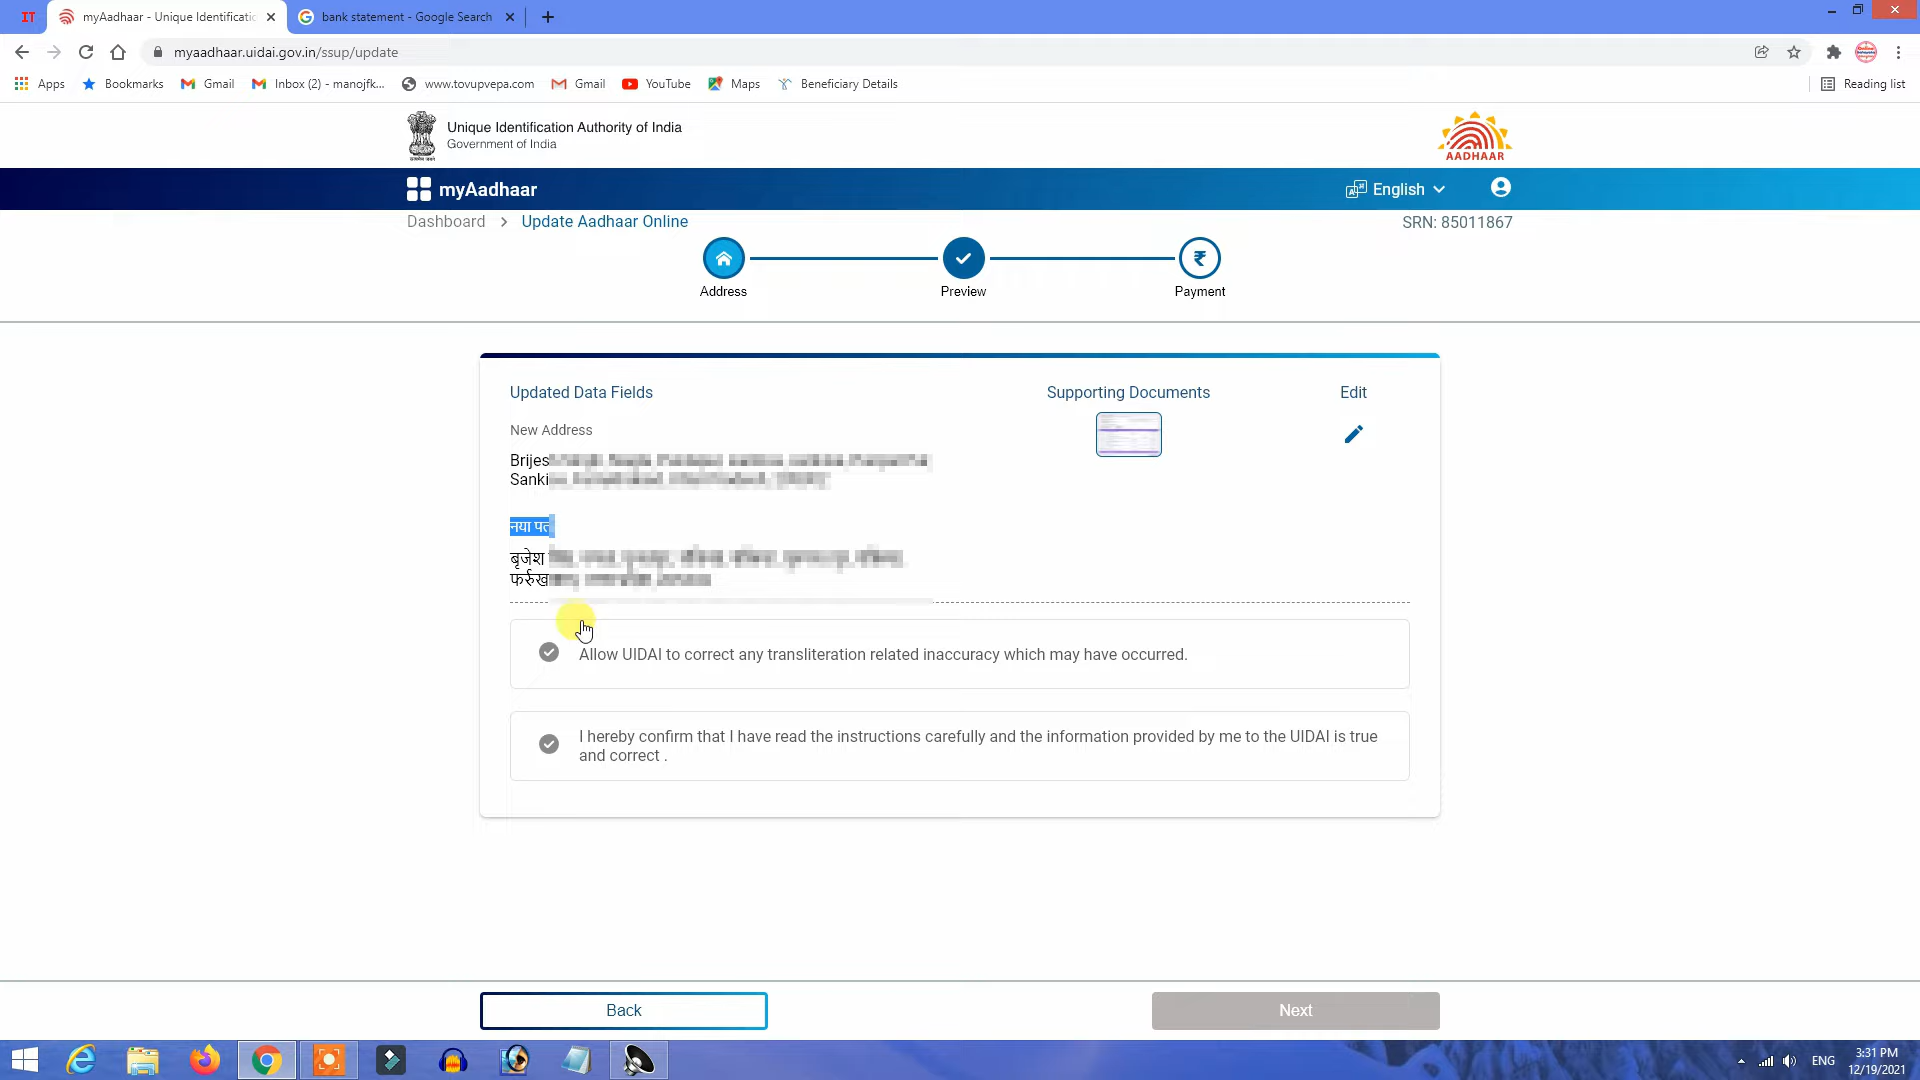 IT
myAadhaar - Unique Identificatio
bank statement - Google Search
myaadhaar.uidai.gov.in/ssup/update
Apps
Bookmarks
Gmail
Inbox (2) - manojfk...
www.tovupvepa.com
Gmail
YouTube
Maps
Beneficiary Details
Reading list
Unique Identification Authority of India
Government of India
AADHAAR
myAadhaar
English
Dashboard > Update Aadhaar Online
SRN: 85011867
₹
Address
Preview
Payment
Updated Data Fields
Supporting Documents
Edit
New Address
Brijes
Sanki
नया पता
बृजेश
फर्रुख
Allow UIDAI to correct any transliteration related inaccuracy which may have occurred.
I hereby confirm that I have read the instructions carefully and the information provided by me to the UIDAI is true
and correct .
Back
Next
ENG
3:31 PM
12/19/2021